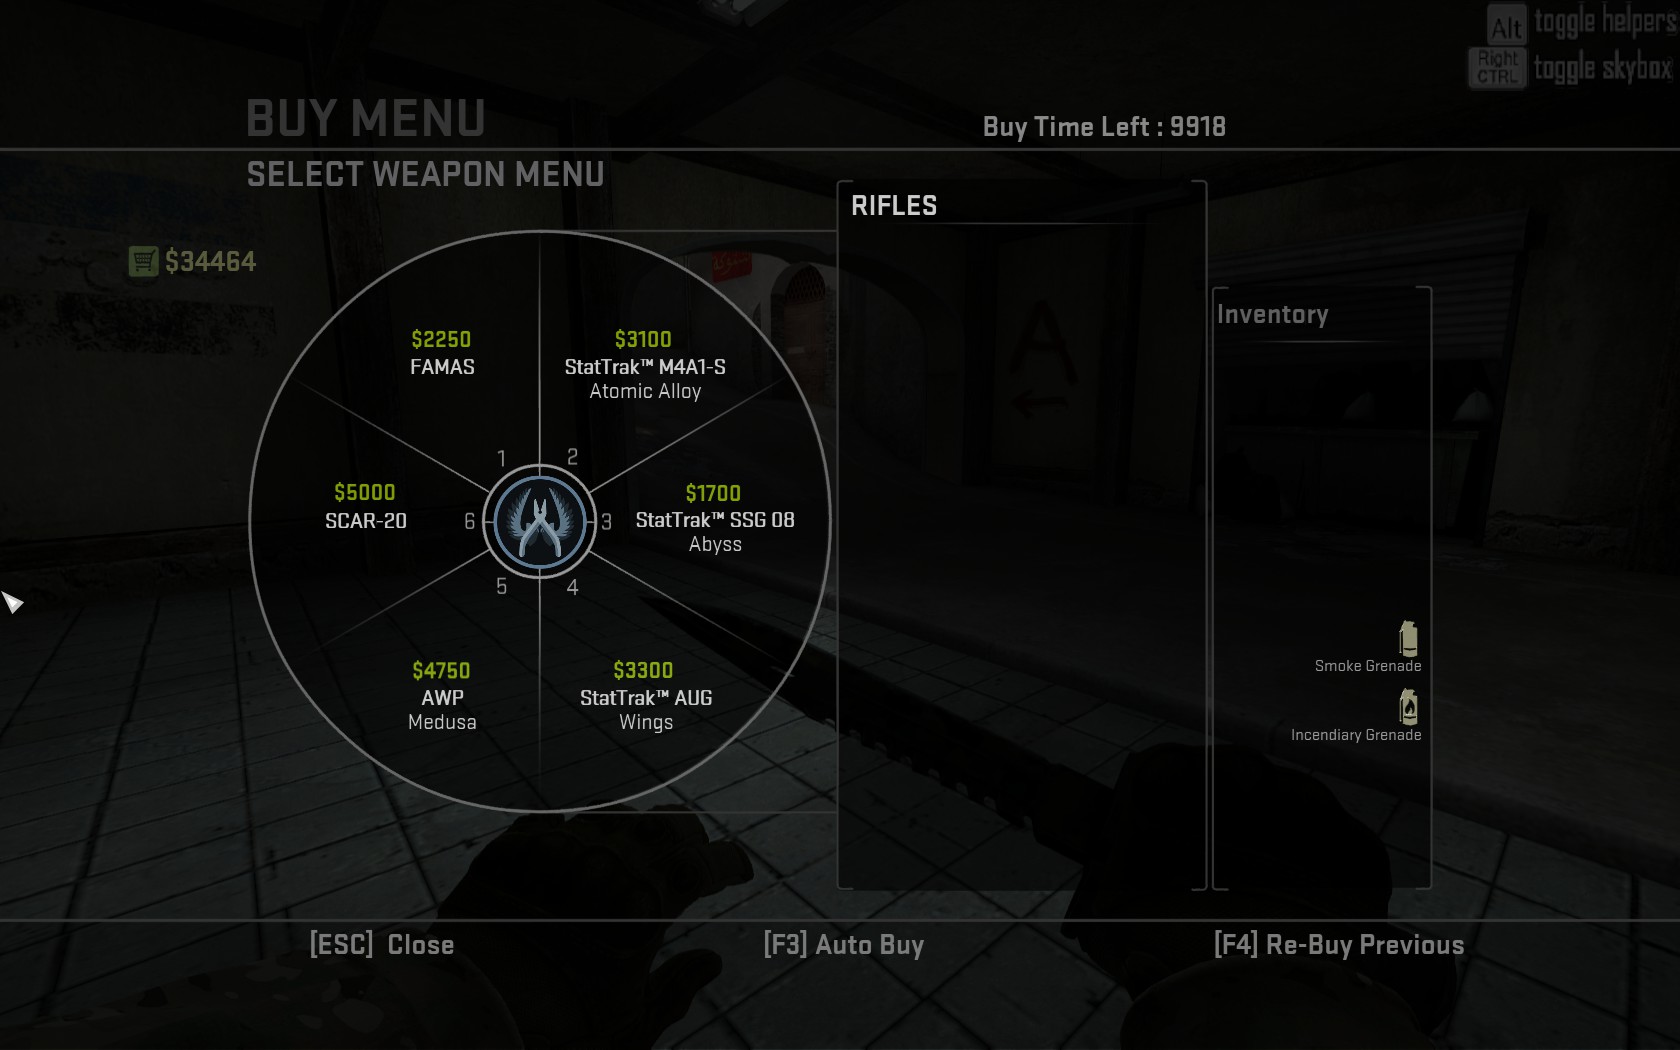 Alt toggle helpers
Right CTRL toggle skybox
BUY MENU
Buy Time Left : 9918
SELECT WEAPON MENU
$34464
RIFLES
Inventory
$2250
FAMAS
$3100
StatTrak™ M4A1-S
Atomic Alloy
1
2
$5000
SCAR-20
6
3
$1700
StatTrak™ SSG 08
Abyss
5
4
$4750
AWP
Medusa
$3300
StatTrak™ AUG
Wings
A
Smoke Grenade
Incendiary Grenade
[ESC] Close
[F3] Auto Buy
[F4] Re-Buy Previous